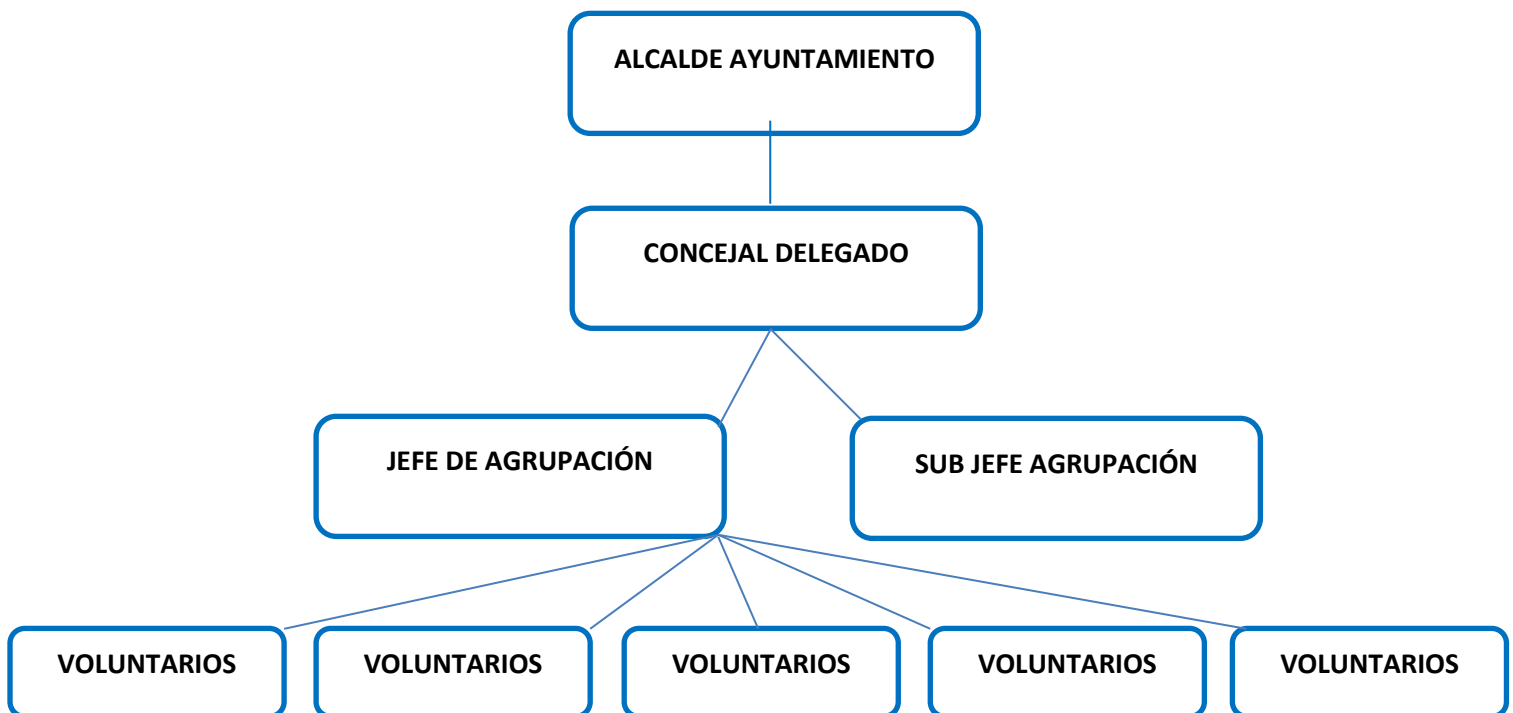 ALCALDE AYUNTAMIENTO
CONCEJAL DELEGADO
JEFE DE AGRUPACIÓN
SUB JEFE AGRUPACIÓN
VOLUNTARIOS
VOLUNTARIOS
VOLUNTARIOS
VOLUNTARIOS
VOLUNTARIOS